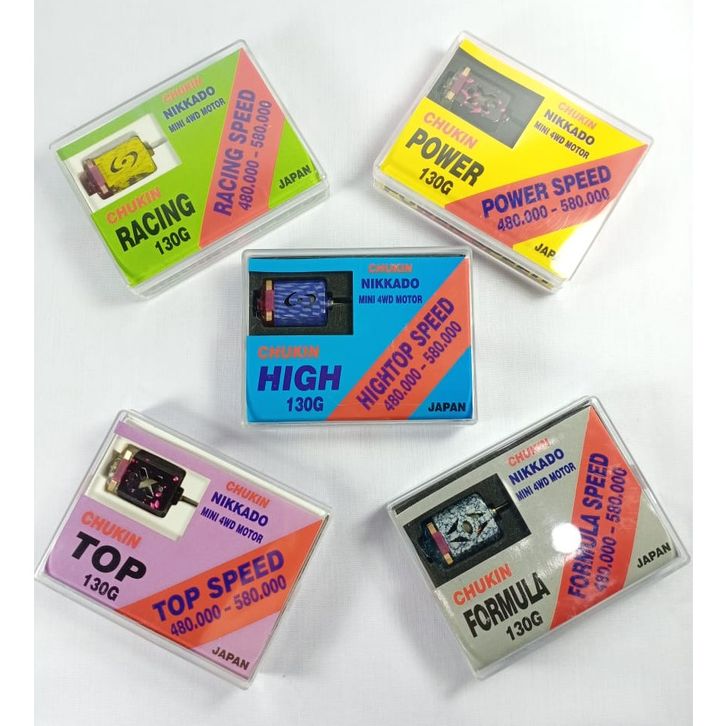 CHUKIN
NIKKADO
MINI 4WD MOTOR
CHUKIN
RACING
130G
RACING SPEED
480.000 - 580.000
JAPAN
CHUKIN
NIKKADO
MINI 4WD MOTOR
CHUKIN
POWER
130G
POWER SPEED
480.000 - 580.000
JAPAN
CHUKIN
NIKKADO
MINI 4WD MOTOR
CHUKIN
HIGH
130G
HIGHTOP SPEED
480.000 - 580.000
JAPAN
CHUKIN
NIKKADO
MINI 4WD MOTOR
CHUKIN
TOP
130G
TOP SPEED
480.000 - 580.000
JAPAN
CHUKIN
NIKKADO
MINI 4WD MOTOR
CHUKIN
FORMULA
130G
FORMULA SPEED
480.000 - 580.000
JAPAN